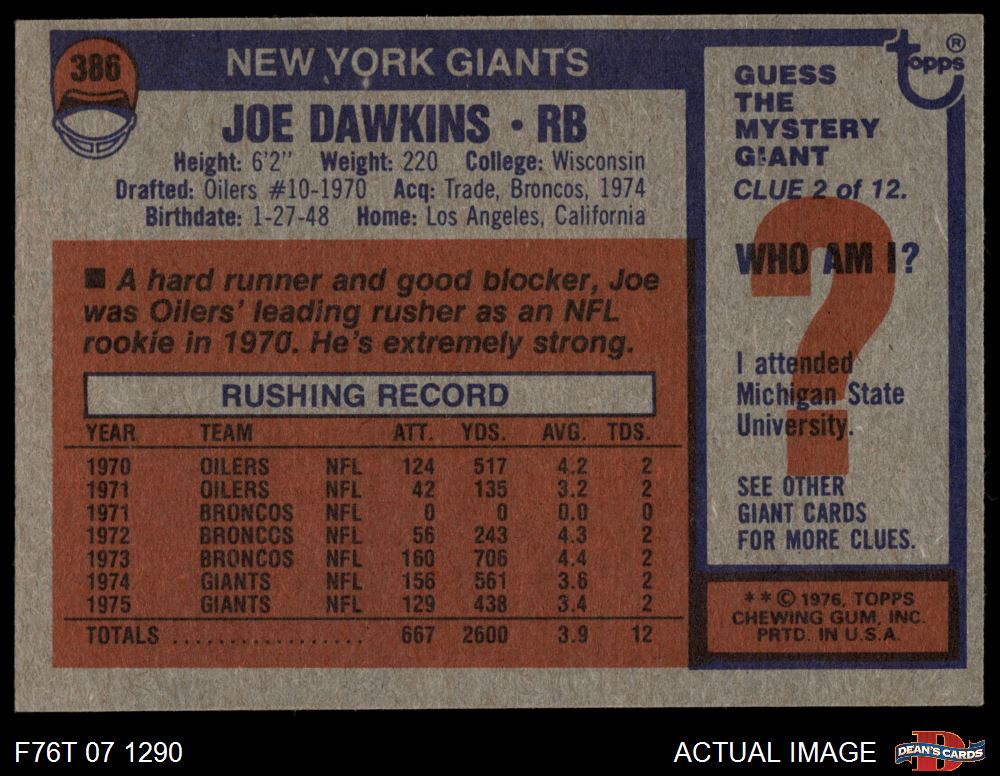 386
NEW YORK GIANTS
JOE DAWKINS • RB
Height: 6'2" Weight: 220 College: Wisconsin
Drafted: Oilers #10-1970 Acq: Trade, Broncos, 1974
Birthdate: 1-27-48 Home: Los Angeles, California
■ A hard runner and good blocker, Joe
was Oilers' leading rusher as an NFL
rookie in 1970. He's extremely strong.
RUSHING RECORD
YEAR TEAM ATT. YDS. AVG. TDS.
1970 OILERS NFL 124 517 4.2 2
1971 OILERS NFL 42 135 3.2 2
1971 BRONCOS NFL 0 0 0.0 0
1972 BRONCOS NFL 56 243 4.3 2
1973 BRONCOS NFL 160 706 4.4 2
1974 GIANTS NFL 156 561 3.6 2
1975 GIANTS NFL 129 438 3.4 2
TOTALS .................. 667 2600 3.9 12
topps ®
GUESS
THE
MYSTERY
GIANT
CLUE 2 of 12.
?
WHO AM I?
I attended
Michigan State
University.
SEE OTHER
GIANT CARDS
FOR MORE CLUES.
**© 1976, TOPPS
CHEWING GUM, INC.
PRTD. IN U.S.A.
F76T 07 1290
ACTUAL IMAGE
D
DEAN'S CARDS